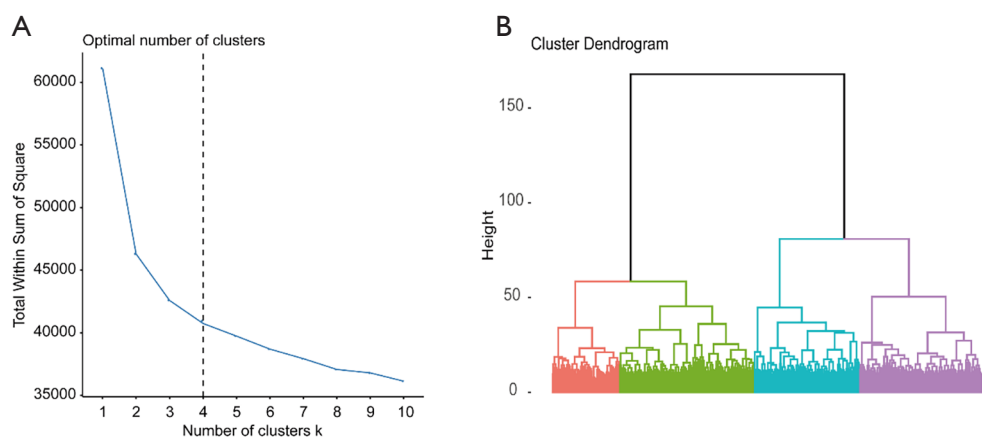 A
Optimal number of clusters
60000
55000
50000
45000
40000
35000
Total Within Sum of Square
1 2 3 4 5 6 7 8 9 10
Number of clusters k
B
Cluster Dendrogram
150
100
50
0
Height